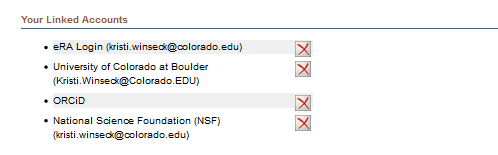 Your Linked Accounts
• eRA Login (kristi.winseck@colorado.edu)
• University of Colorado at Boulder
(Kristi.Winseck@Colorado.EDU)
• ORCiD
• National Science Foundation (NSF)
(kristi.winseck@colorado.edu)